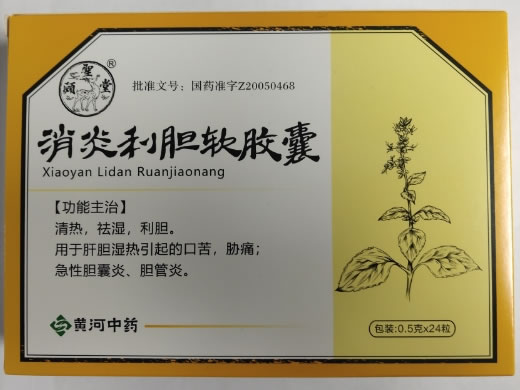 聖
颐堂
®
批准文号：国药准字Z20050468
消炎利胆软胶囊
Xiaoyan Lidan Ruanjiaonang
【功能主治】
清热，祛湿，利胆。
用于肝胆湿热引起的口苦，胁痛；
急性胆囊炎、胆管炎。
黄河中药
包装：0.5克x24粒